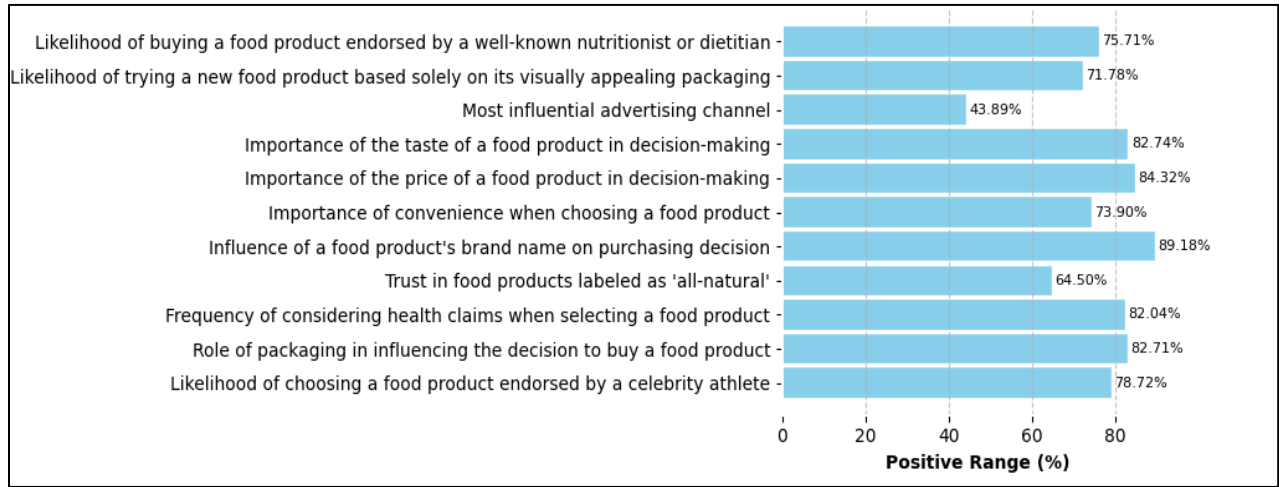 Likelihood of buying a food product endorsed by a well-known nutritionist or dietitian 75.71%
Likelihood of trying a new food product based solely on its visually appealing packaging 71.78%
Most influential advertising channel 43.89%
Importance of the taste of a food product in decision-making 82.74%
Importance of the price of a food product in decision-making 84.32%
Importance of convenience when choosing a food product 73.90%
Influence of a food product's brand name on purchasing decision 89.18%
Trust in food products labeled as 'all-natural' 64.50%
Frequency of considering health claims when selecting a food product 82.04%
Role of packaging in influencing the decision to buy a food product 82.71%
Likelihood of choosing a food product endorsed by a celebrity athlete 78.72%
0 20 40 60 80
Positive Range (%)